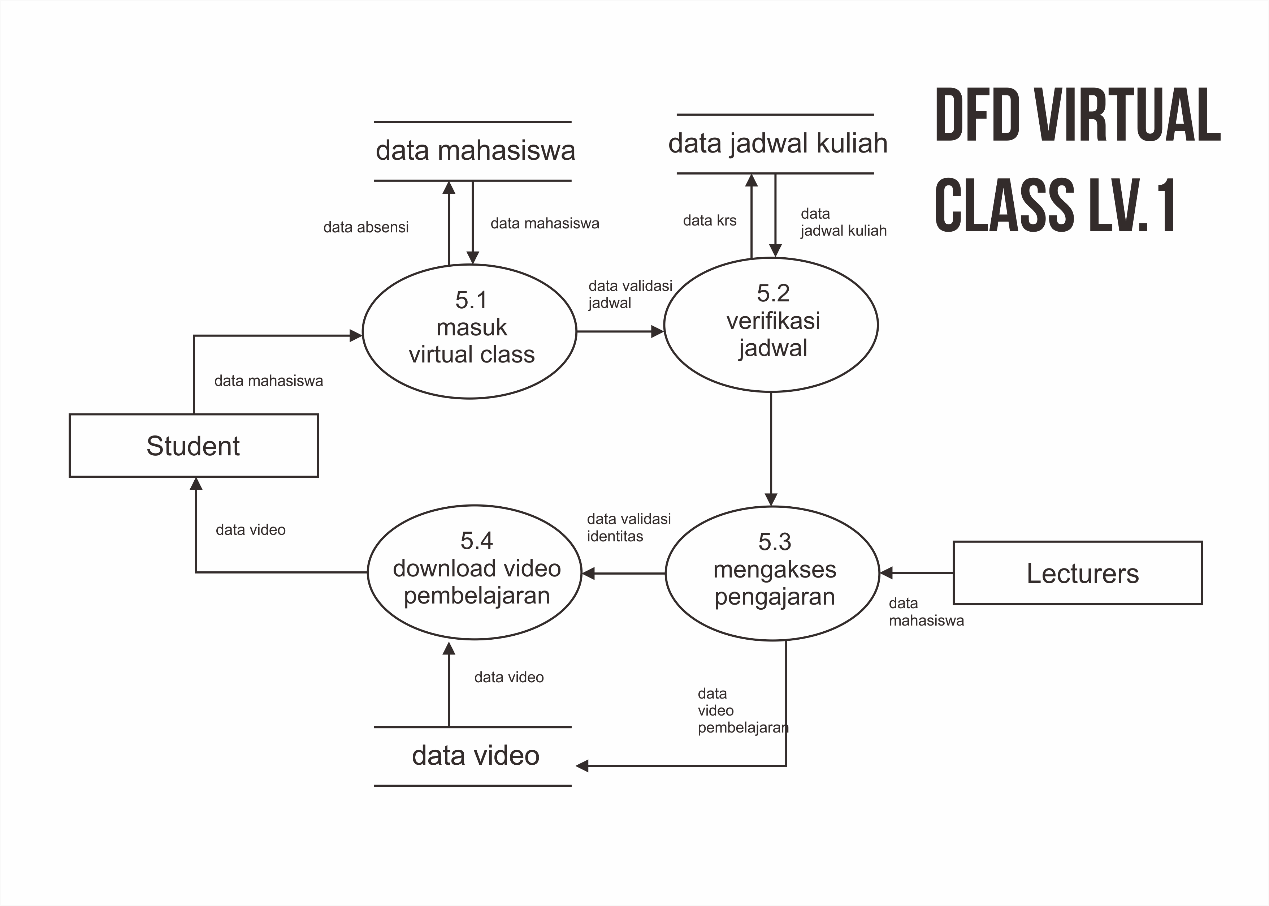 DFD VIRTUAL
CLASS LV.1
data mahasiswa
data jadwal kuliah
data absensi
data mahasiswa
data krs
data
jadwal kuliah
5.1
masuk
virtual class
data validasi
jadwal
5.2
verifikasi
jadwal
data mahasiswa
Student
data video
5.4
download video
pembelajaran
data validasi
identitas
5.3
mengakses
pengajaran
Lecturers
data
mahasiswa
data video
data
video
pembelajaran
data video